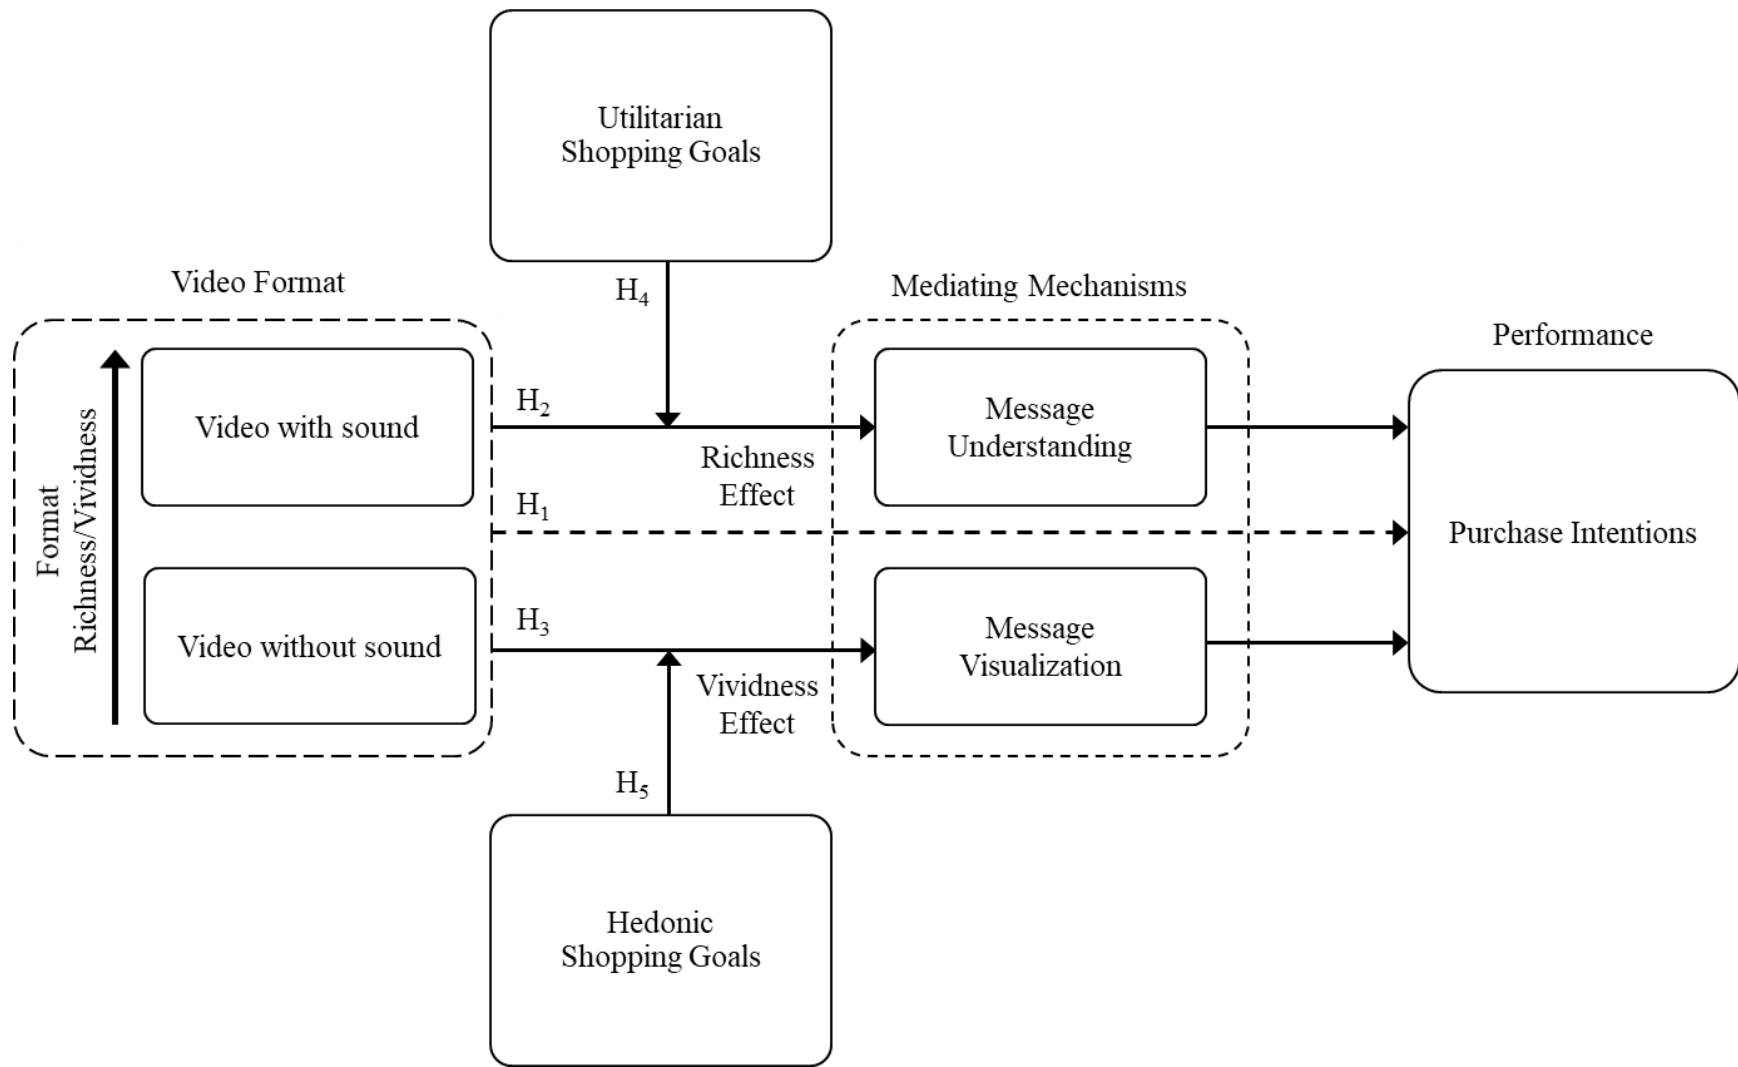 Utilitarian
Shopping Goals
Video Format
H₄
Mediating Mechanisms
Performance
Format
Richness/Vividness
Video with sound
H₂
Richness
Effect
Message
Understanding
H₁
Purchase Intentions
Video without sound
H₃
Vividness
Effect
Message
Visualization
H₅
Hedonic
Shopping Goals